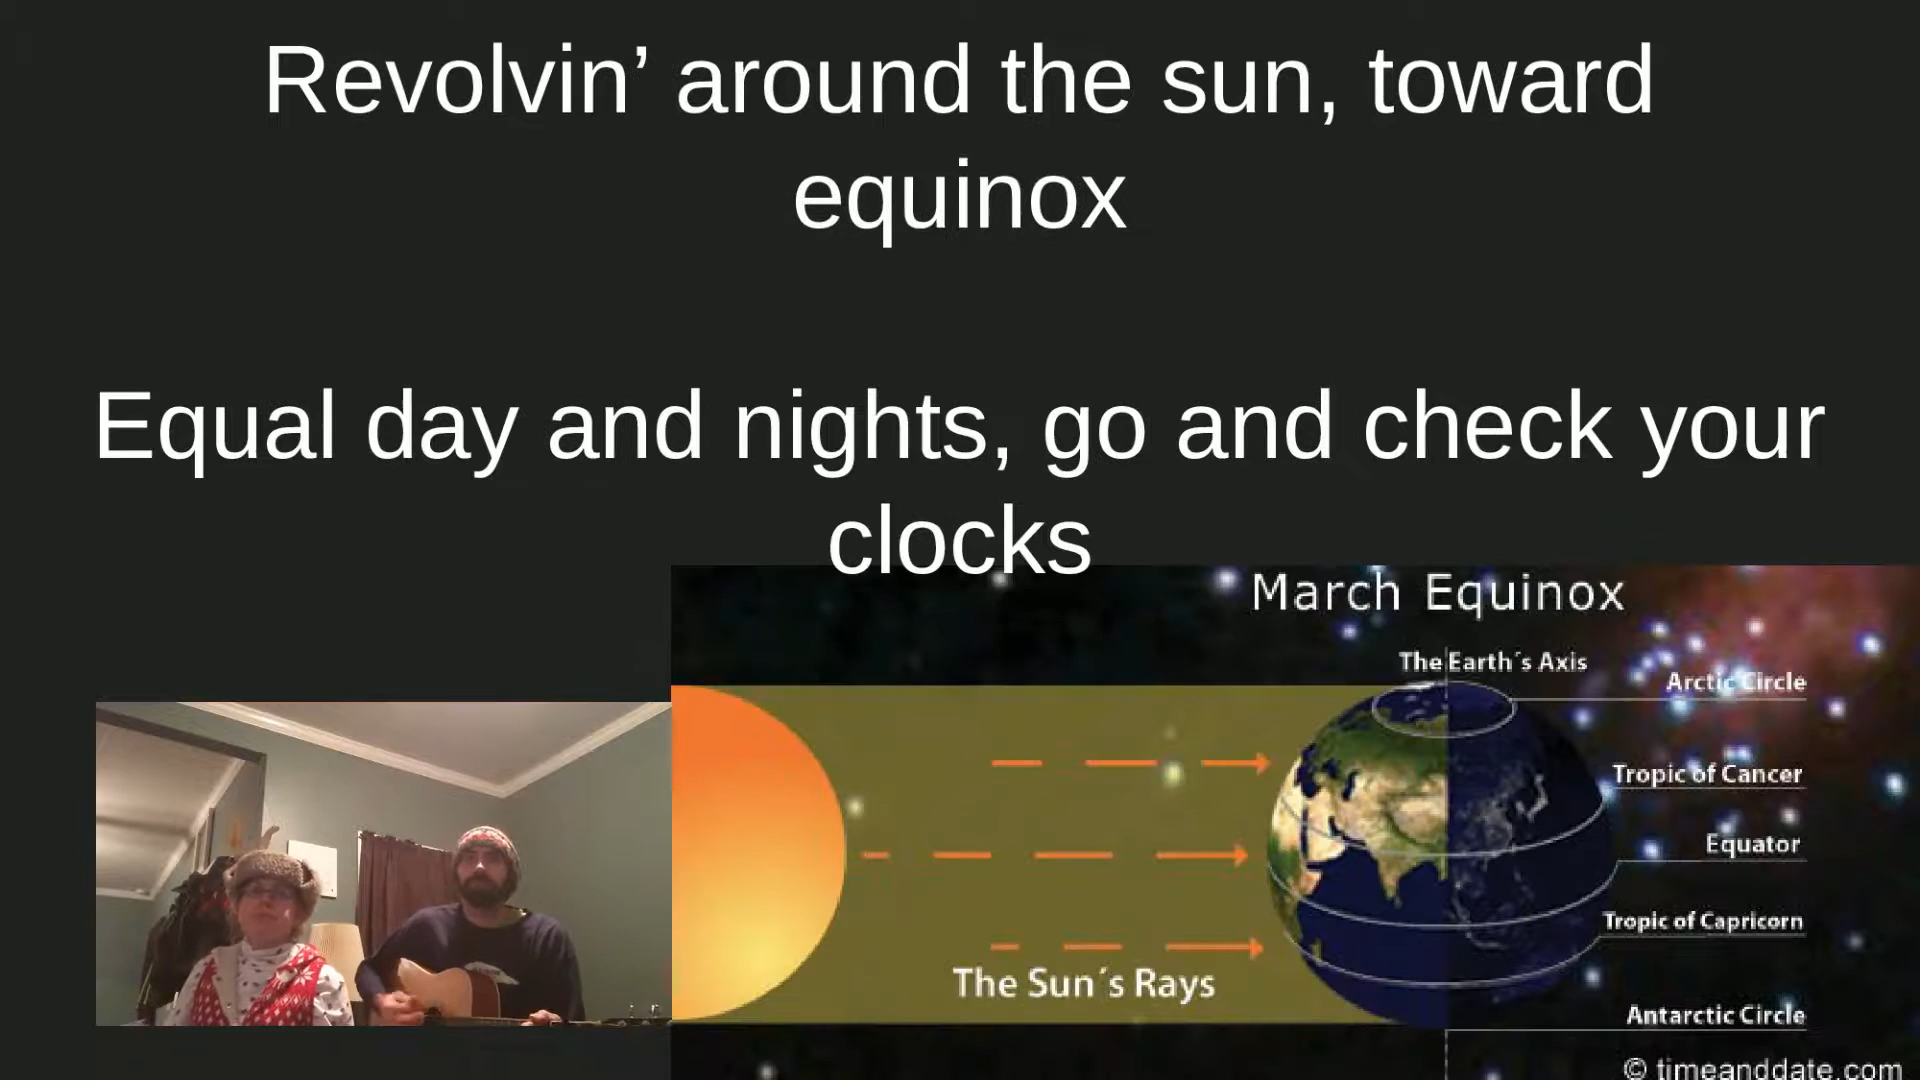 Revolvin’ around the sun, toward
equinox
Equal day and nights, go and check your
clocks
March Equinox
The Earth´s Axis
Arctic Circle
Tropic of Cancer
Equator
Tropic of Capricorn
The Sun´s Rays
Antarctic Circle
© timeanddate.com